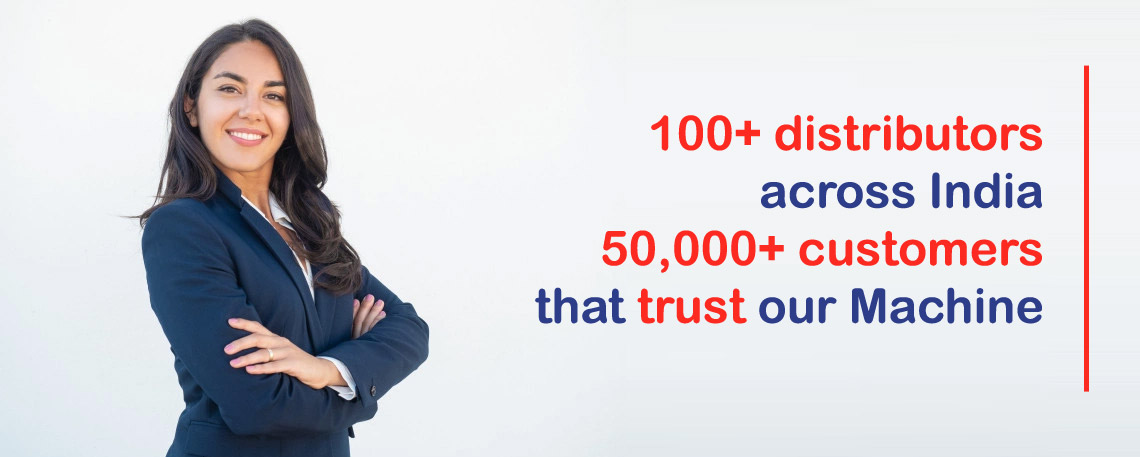 100+ distributors
across India
50,000+ customers
that trust our Machine